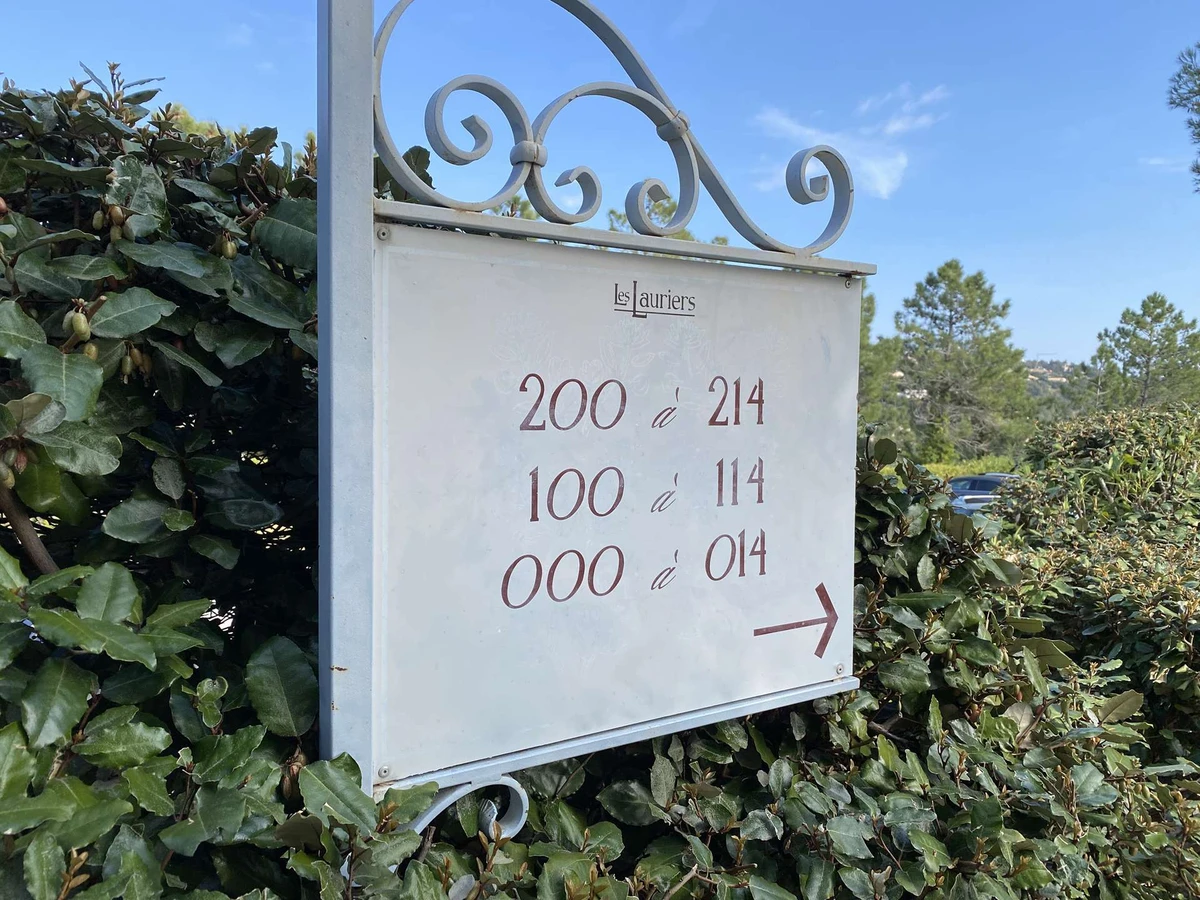 Les Lauriers
200 à 214
100 à 114
000 à 014